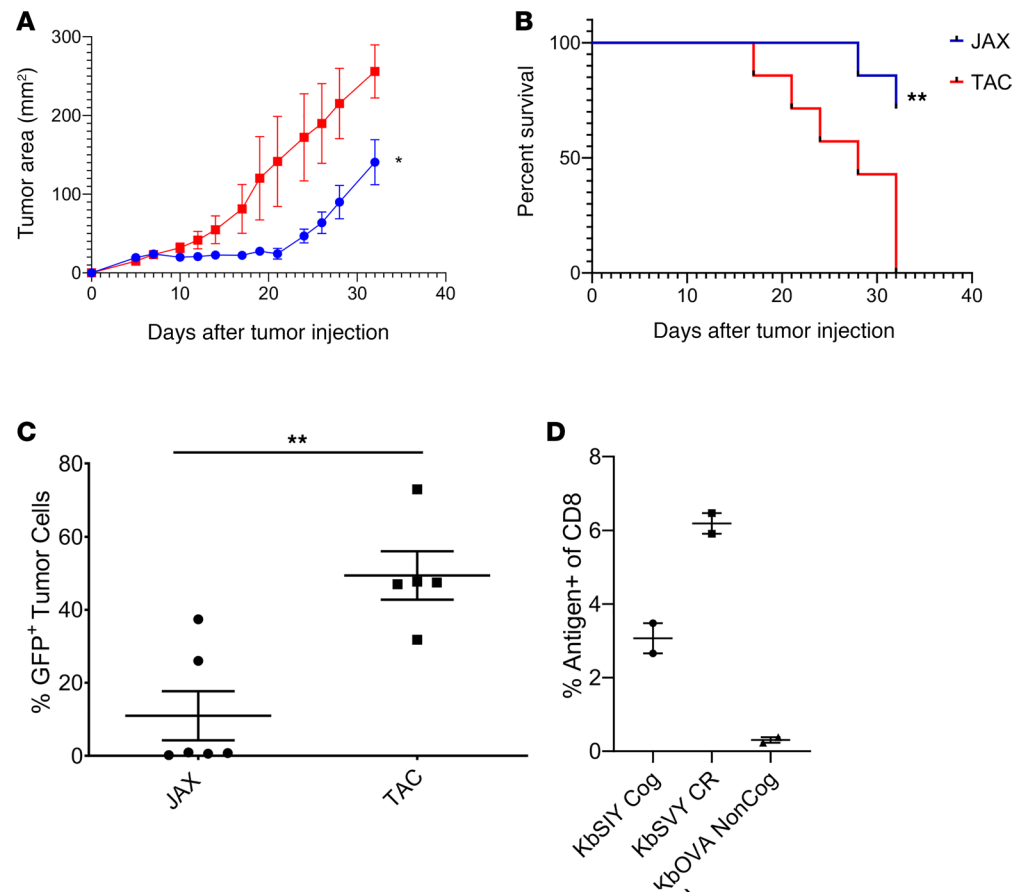 A
Tumor area (mm²)
300
200
100
0
0
10
20
30
40
*
Days after tumor injection
B
Percent survival
100
50
0
0
10
20
30
40
**
JAX
TAC
Days after tumor injection
C
% GFP⁺ Tumor Cells
80
60
40
20
0
**
JAX
TAC
D
% Antigen+ of CD8
8
6
4
2
0
KbSIY Cog
KbSVY CR
KbOVA NonCog